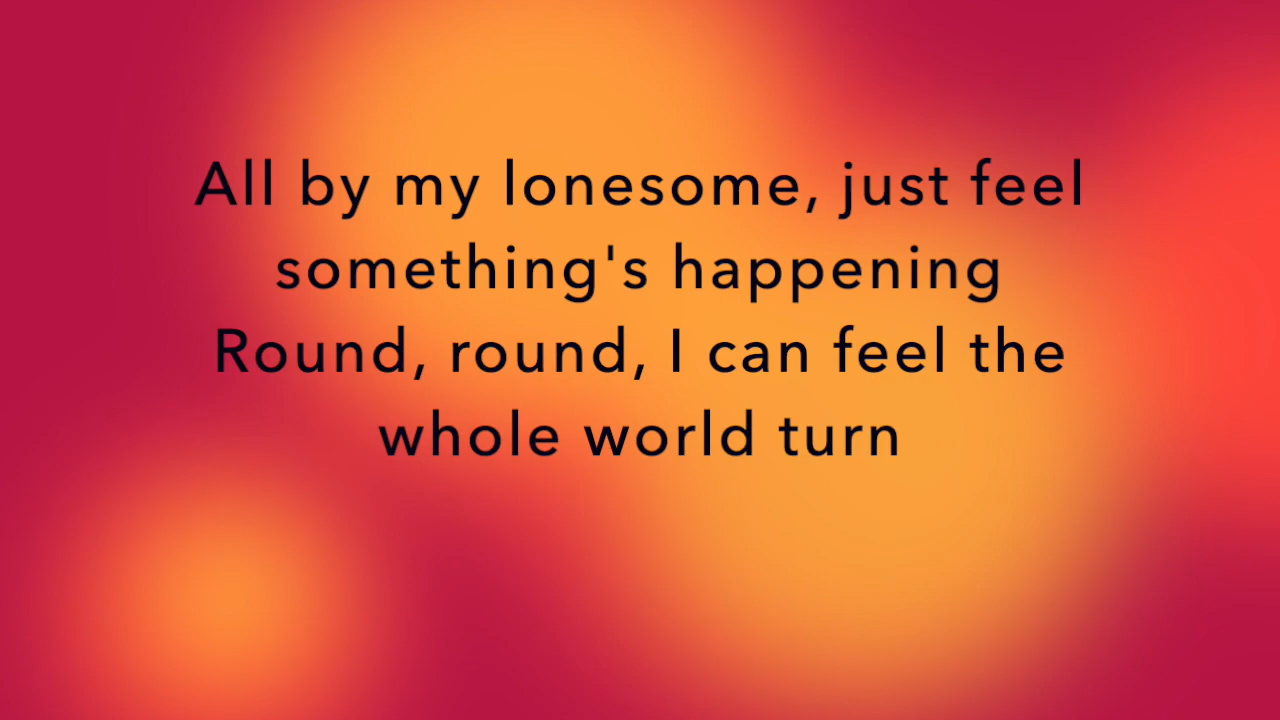 All by my lonesome, just feel
something's happening
Round, round, I can feel the
whole world turn